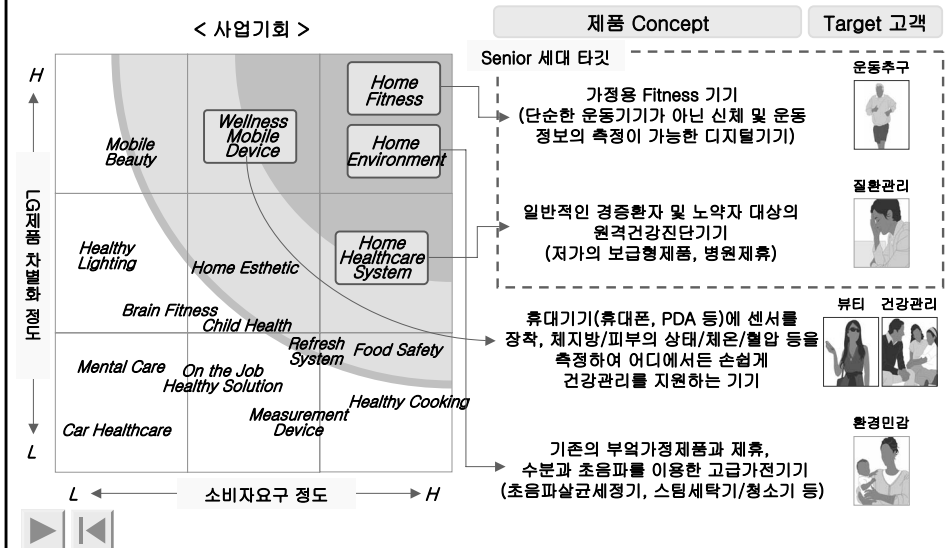 < 사업기회 >
제품 Concept
Target 고객
Senior 세대 타깃
H
LG제품 차별화 정도
L
Home
Fitness
Wellness
Mobile
Device
Home
Environment
Mobile
Beauty
Healthy
Lighting
Home Esthetic
Home
Healthcare
System
Brain Fitness
Child Health
Refresh
System
Food Safety
Mental Care
On the Job
Healthy Solution
Healthy Cooking
Measurement
Device
Car Healthcare
L
소비자요구 정도
H
가정용 Fitness 기기
(단순한 운동기기가 아닌 신체 및 운동
정보의 측정이 가능한 디지털기기)
운동추구
일반적인 경증환자 및 노약자 대상의
원격건강진단기기
(저가의 보급형제품, 병원제휴)
질환관리
휴대기기(휴대폰, PDA 등)에 센서를
장착, 체지방/피부의 상태/체온/혈압 등을
측정하여 어디에서든 손쉽게
건강관리를 지원하는 기기
뷰티
건강관리
기존의 부엌가정제품과 제휴,
수분과 초음파를 이용한 고급가전기기
(초음파살균세정기, 스팀세탁기/청소기 등)
환경민감